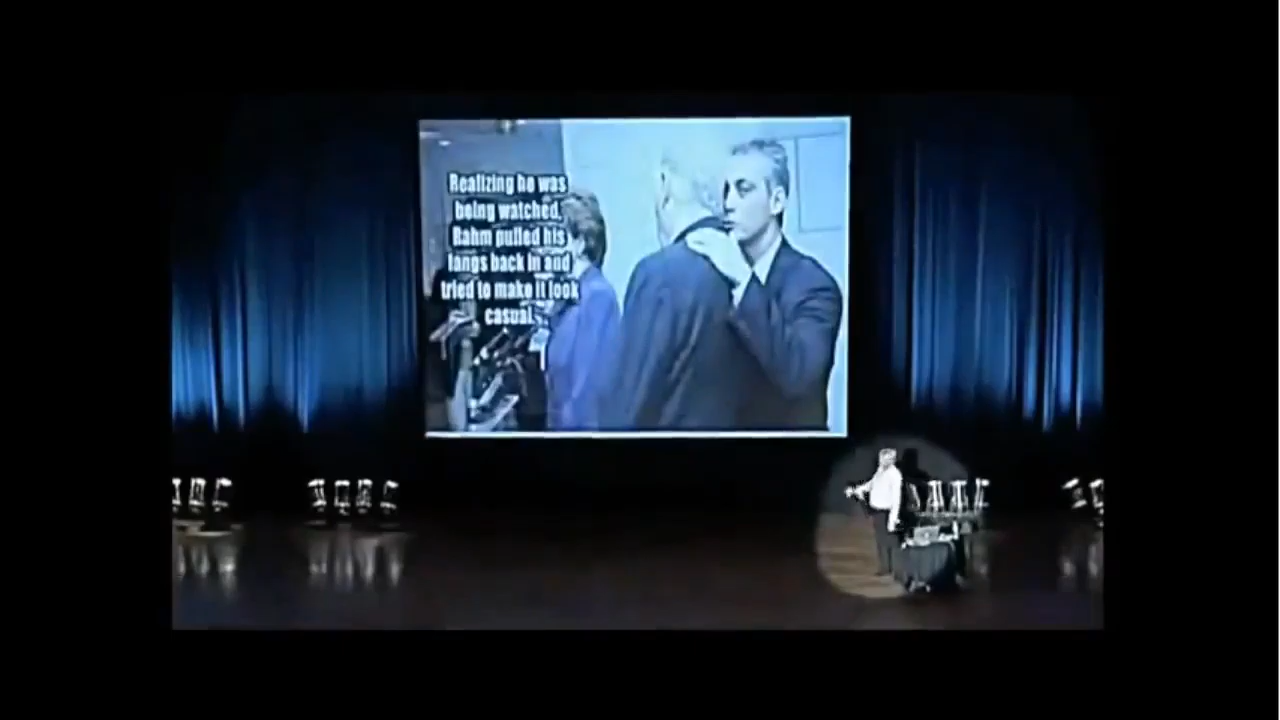 Realizing he was
being watched,
Rahm pulled his
fangs back in and
tried to make it look
casual.